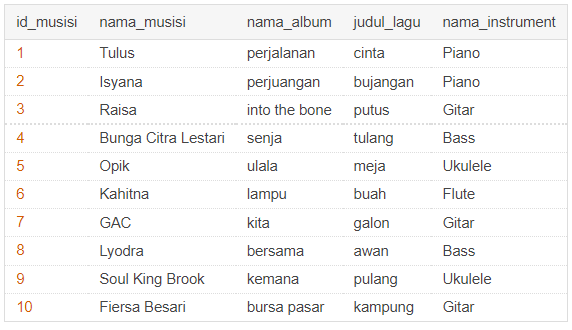 id_musisi nama_musisi nama_album judul_lagu nama_instrument
1 Tulus perjalanan cinta Piano
2 Isyana perjuangan bujangan Piano
3 Raisa into the bone putus Gitar
4 Bunga Citra Lestari senja tulang Bass
5 Opik ulala meja Ukulele
6 Kahitna lampu buah Flute
7 GAC kita galon Gitar
8 Lyodra bersama awan Bass
9 Soul King Brook kemana pulang Ukulele
10 Fiersa Besari bursa pasar kampung Gitar